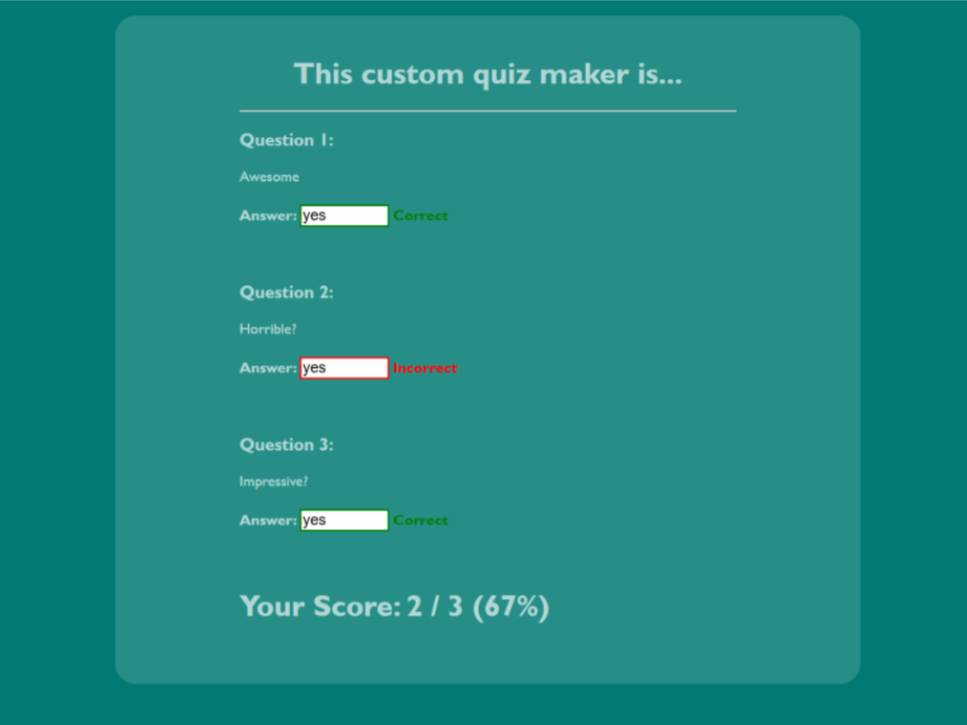 This custom quiz maker is...
Question 1:
Awesome
Answer: yes Correct
Question 2:
Horrible?
Answer: yes Incorrect
Question 3:
Impressive?
Answer: yes Correct
Your Score: 2 / 3 (67%)